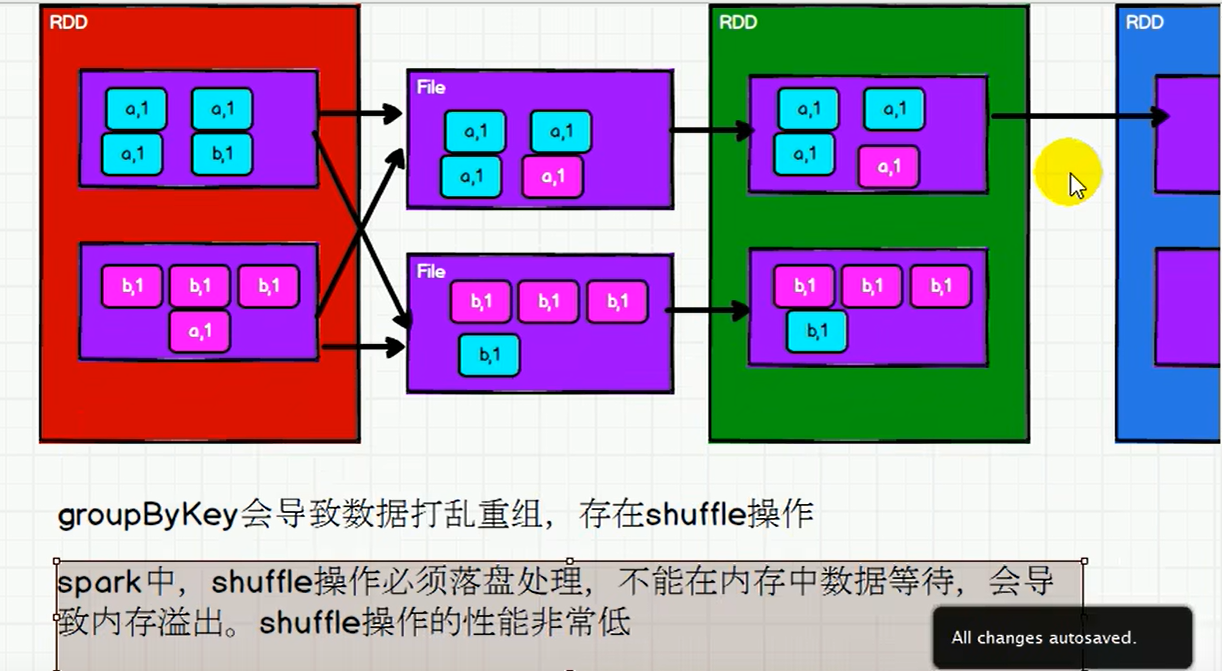 RDD
a,1 a,1
a,1 b,1
b,1 b,1 b,1
a,1
File
a,1 a,1
a,1 a,1
File
b,1 b,1 b,1
b,1
RDD
a,1 a,1
a,1 a,1
b,1 b,1 b,1
b,1
RDD
groupByKey会导致数据打乱重组，存在shuffle操作
spark中，shuffle操作必须落盘处理，不能在内存中数据等待，会导
致内存溢出。shuffle操作的性能非常低
All changes autosaved.